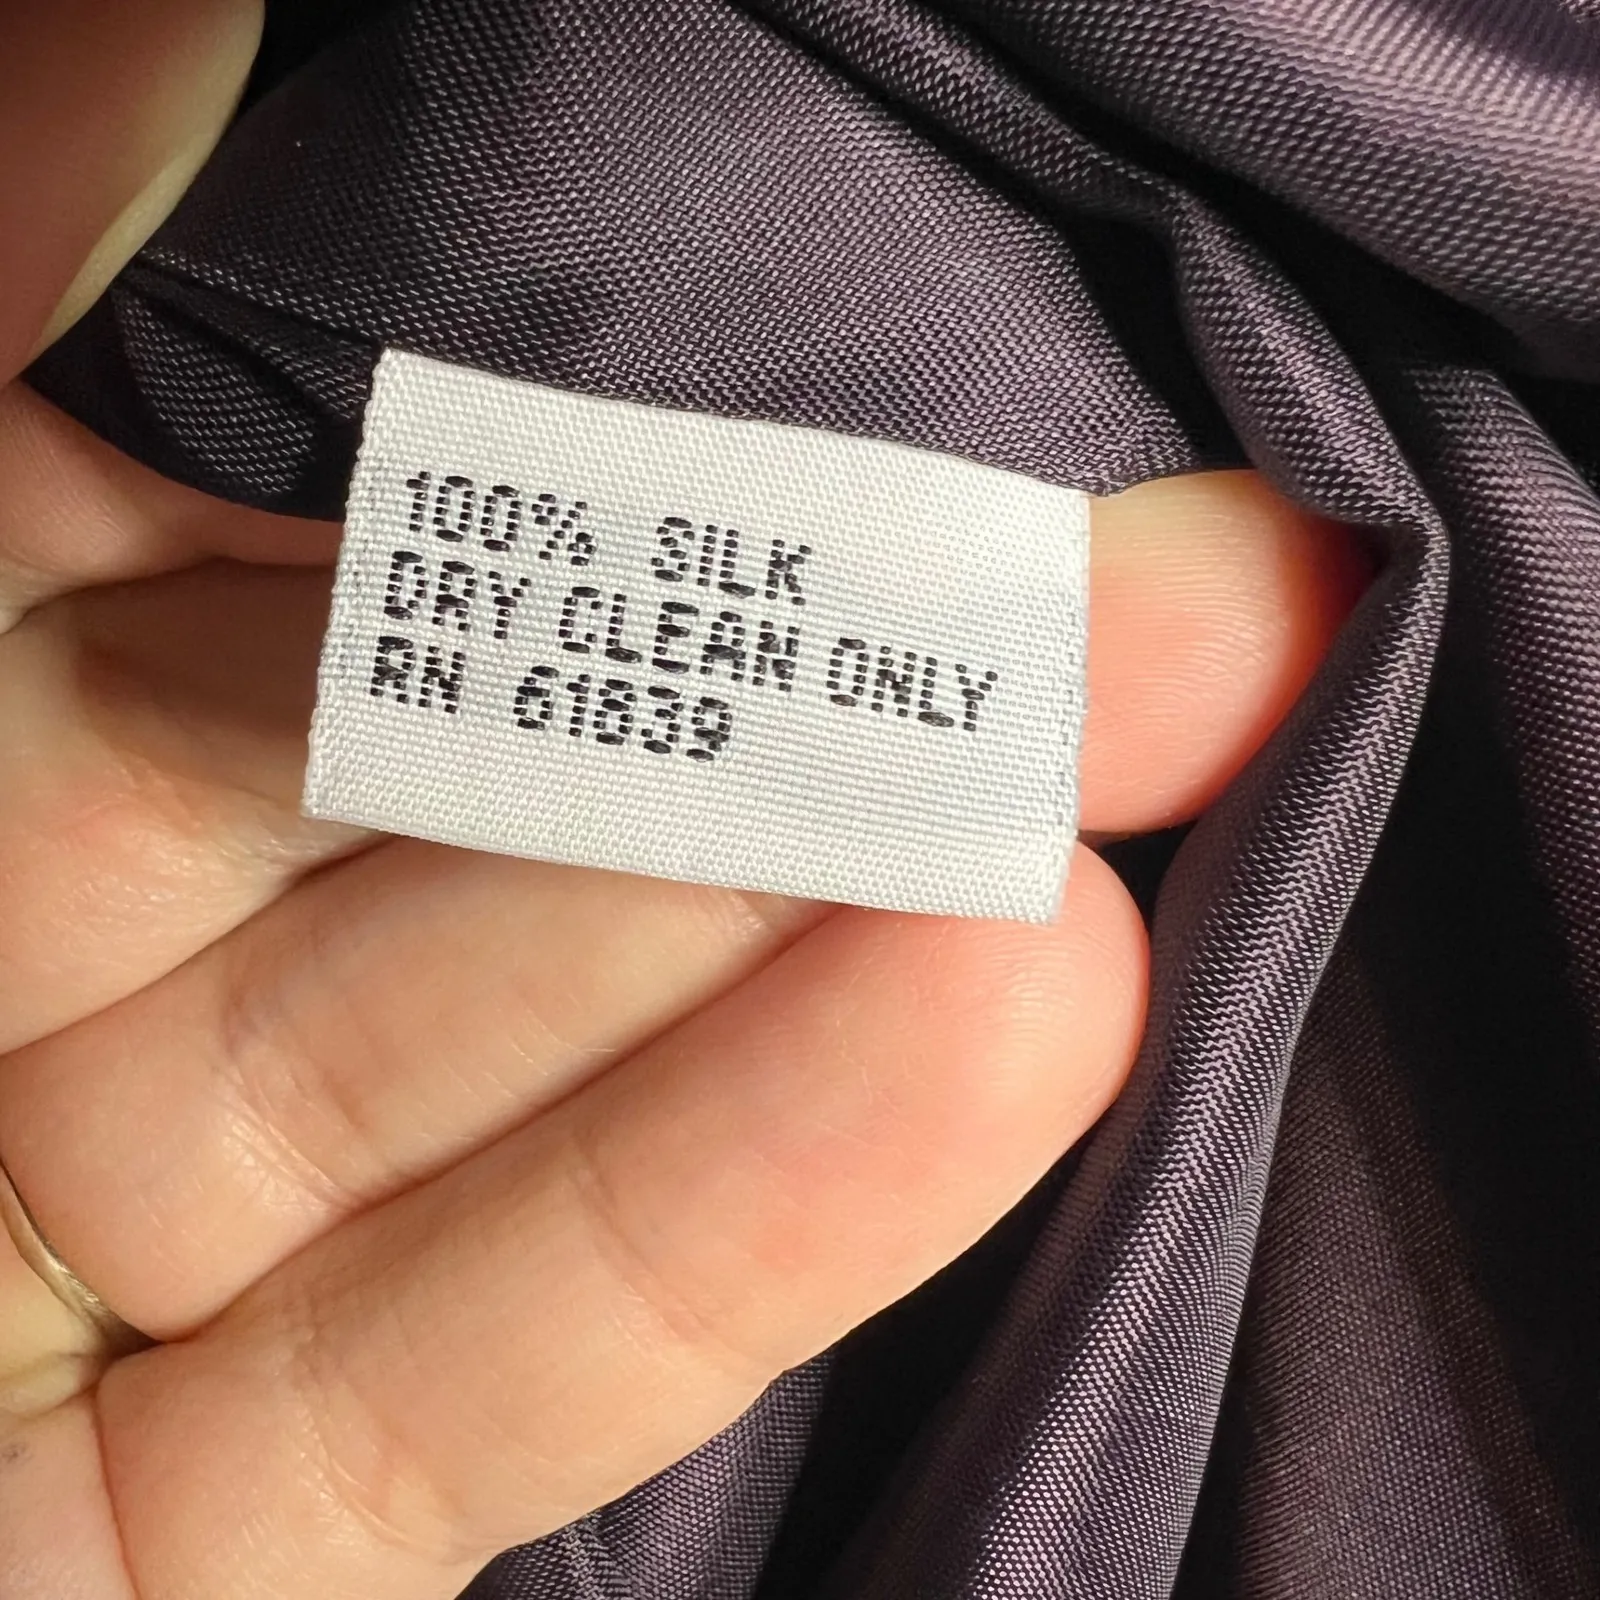 100% SILK
DRY CLEAN ONLY
RN 61839